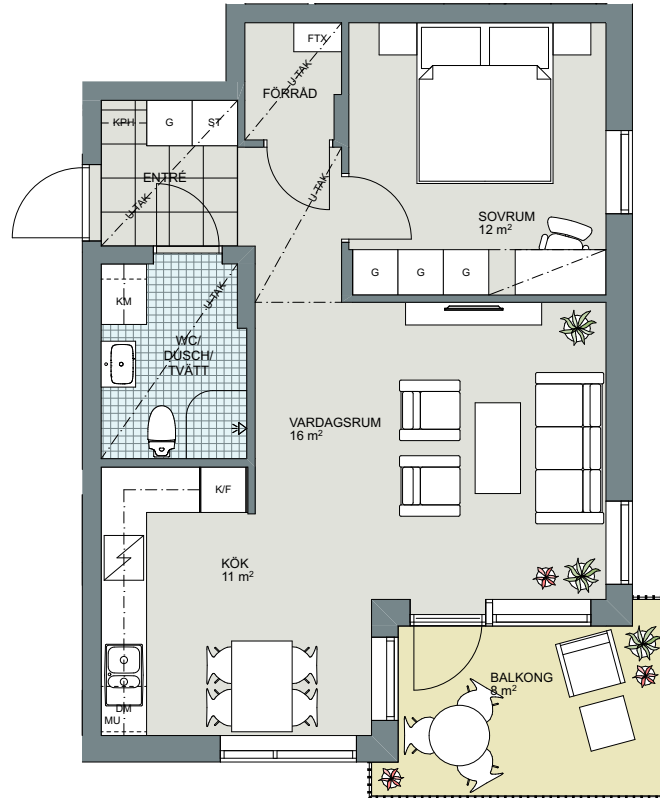 FTX
U-TAK
FÖRRÅD
KPH
G
ST
U-TAK
ENTRÉ
U-TAK
SOVRUM
12 m²
G
G
G
KM
U-TAK
WC/
DUSCH/
TVÄTT
VARDAGSRUM
16 m²
K/F
KÖK
11 m²
DM
MU
BALKONG
8 m²